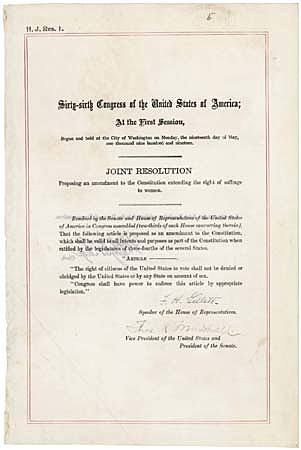 H. J. Res. 1.
5
Sixty-sixth Congress of the United States of America;
At the First Session,
Begun and held at the City of Washington on Monday, the nineteenth day of May,
one thousand nine hundred and nineteen.
JOINT RESOLUTION
Proposing an amendment to the Constitution extending the right of suffrage
to women.
Resolved by the Senate and House of Representatives of the United States
of America in Congress assembled (two-thirds of each House concurring therein),
That the following article is proposed as an amendment to the Constitution,
which shall be valid to all intents and purposes as part of the Constitution when
ratified by the legislatures of three-fourths of the several States.
"ARTICLE ———.
"The right of citizens of the United States to vote shall not be denied or
abridged by the United States or by any State on account of sex.
"Congress shall have power to enforce this article by appropriate
legislation."
F. H. Gillett
Speaker of the House of Representatives.
Thos. R. Marshall
Vice President of the United States and
President of the Senate.